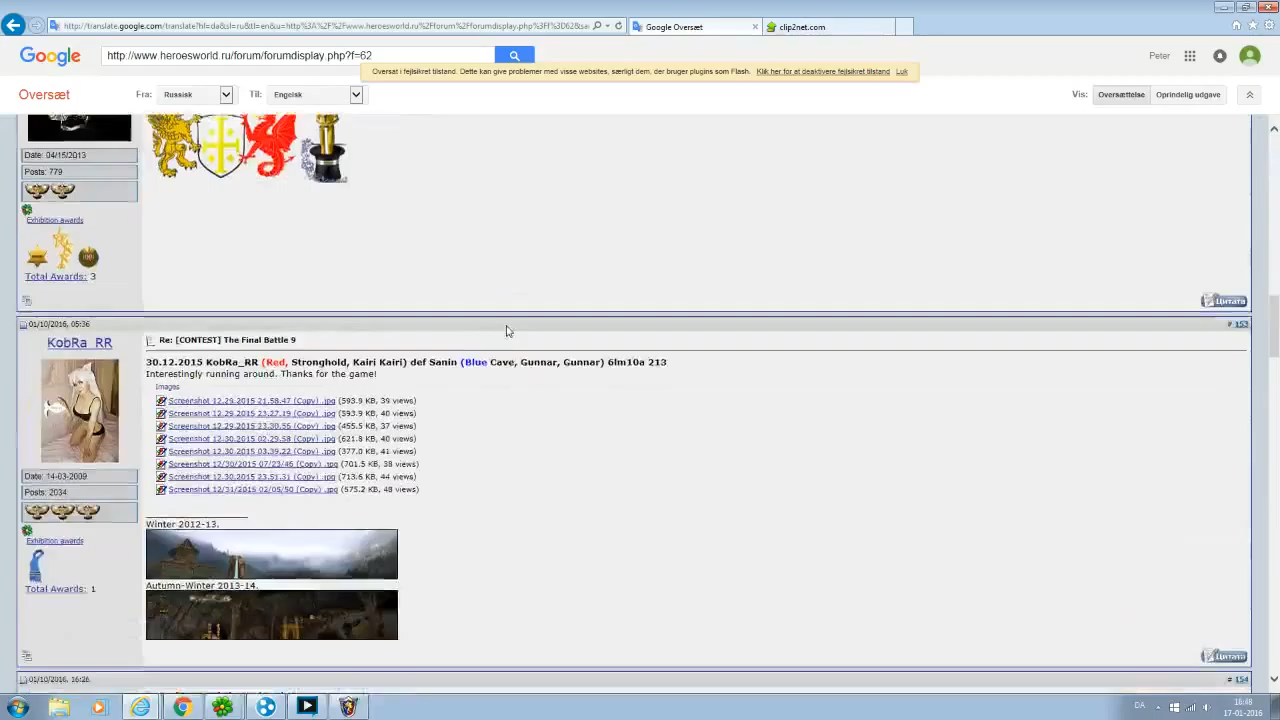 http://translate.google.com/translate?hl=da&sl=ru&tl=en&u=http%3A%2F%2Fwww.heroesworld.ru%2Fforum%2Fforumdisplay.php%3Ff%3D62&sa
Google Oversæt
clip2net.com
Google
http://www.heroesworld.ru/forum/forumdisplay.php?f=62
Peter
Oversat i fejlsikret tilstand. Dette kan give problemer med visse websites, særligt dem, der bruger plugins som Flash. Klik her for at deaktivere fejlsikret tilstand Luk
Oversæt
Fra: Russisk
Til: Engelsk
Vis: Oversættelse Oprindelig udgave
Date: 04/15/2013
Posts: 779
Exhibition awards
Total Awards: 3
Цитата
01/10/2016, 05:36
# 153
KobRa_RR
Re: [CONTEST] The Final Battle 9
30.12.2015 KobRa_RR (Red, Stronghold, Kairi Kairi) def Sanin (Blue Cave, Gunnar, Gunnar) 6lm10a 213
Interestingly running around. Thanks for the game!
Images
Screenshot 12.29.2015 21.58.47 (Copy) .jpg (593.9 KB, 39 views)
Screenshot 12.29.2015 23.27.19 (Copy) .jpg (593.9 KB, 40 views)
Screenshot 12.29.2015 23.30.56 (Copy) .jpg (455.5 KB, 37 views)
Screenshot 12.30.2015 02.29.58 (Copy) .jpg (621.8 KB, 40 views)
Screenshot 12.30.2015 03.39.22 (Copy) .jpg (377.0 KB, 41 views)
Screenshot 12/30/2015 07/23/46 (Copy) .jpg (701.5 KB, 38 views)
Screenshot 12.30.2015 23.51.31 (Copy) .jpg (713.6 KB, 44 views)
Screenshot 12/31/2015 02/05/50 (Copy) .jpg (575.2 KB, 48 views)
Date: 14-03-2009
Posts: 2034
Winter 2012-13.
Exhibition awards
Autumn-Winter 2013-14.
Total Awards: 1
Цитата
01/10/2016, 16:26
# 154
DA
16:48
17-01-2016